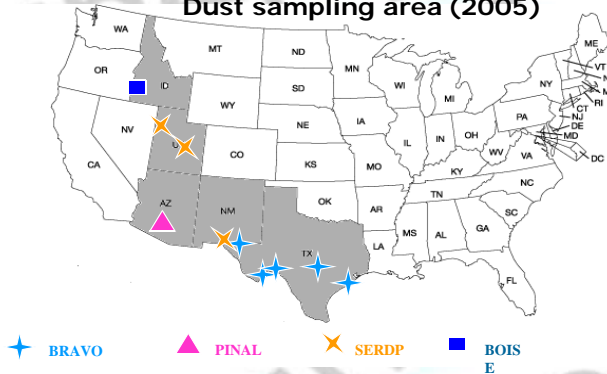 Dust sampling area (2005)
WA
MT
ND
MN
ME
VT
OR
ID
SD
WI
MI
NY
RI
WY
CT
NJ
DE
MD
DC
NV
NE
IA
IL
IN
OH
PA
WV
VA
CA
CO
KS
MO
KY
NC
AZ
NM
OK
AR
TN
SC
TX
LA
MS
AL
GA
FL
BRAVO
PINAL
SERDP
BOIS
E